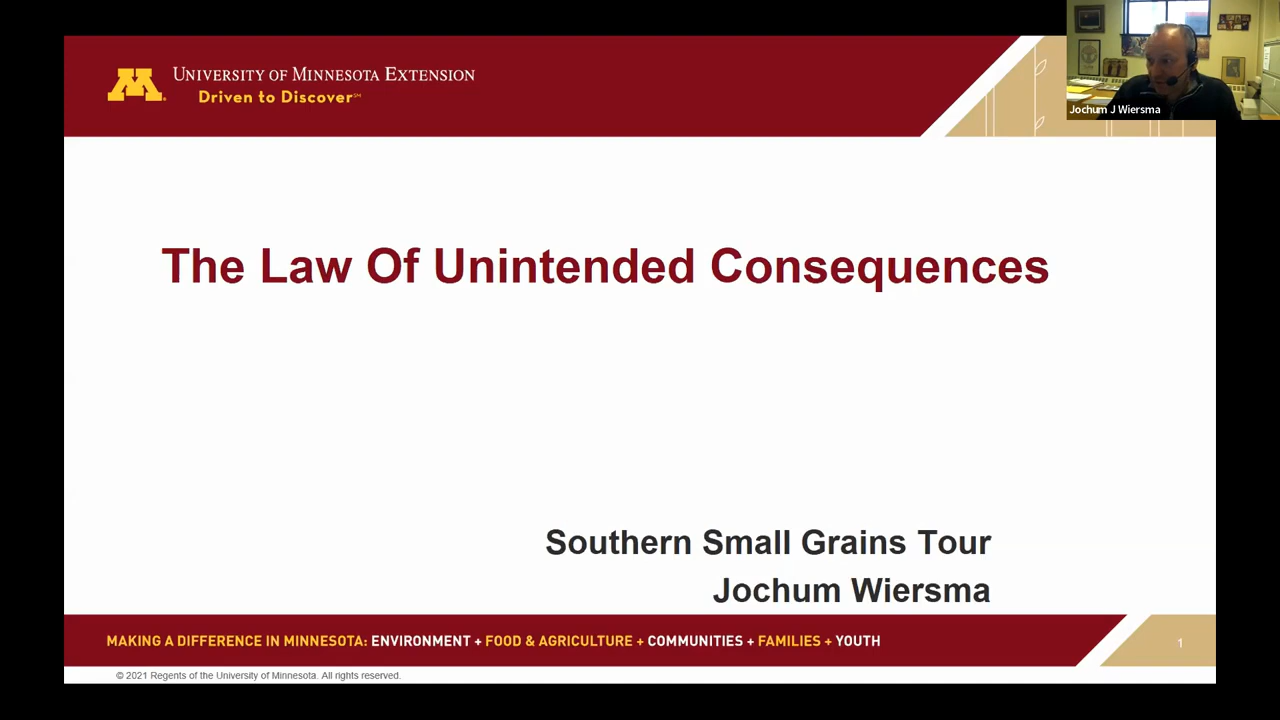 UNIVERSITY OF MINNESOTA EXTENSION
Driven to Discover℠
Jochum J Wiersma
The Law Of Unintended Consequences
Southern Small Grains Tour
Jochum Wiersma
MAKING A DIFFERENCE IN MINNESOTA: ENVIRONMENT + FOOD & AGRICULTURE + COMMUNITIES + FAMILIES + YOUTH
1
© 2021 Regents of the University of Minnesota. All rights reserved.